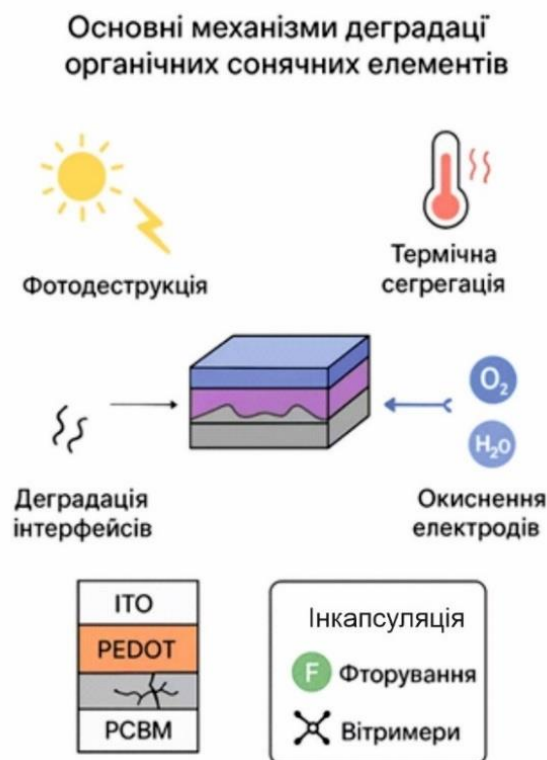 Основні механізми деградації
органічних сонячних елементів
Фотодеструкція
Термічна
сегрегація
O₂
H₂O
Деградація
інтерфейсів
Окиснення
електродів
ITO
PEDOT
PCBM
Інкапсуляція
F Фторування
Вітримери